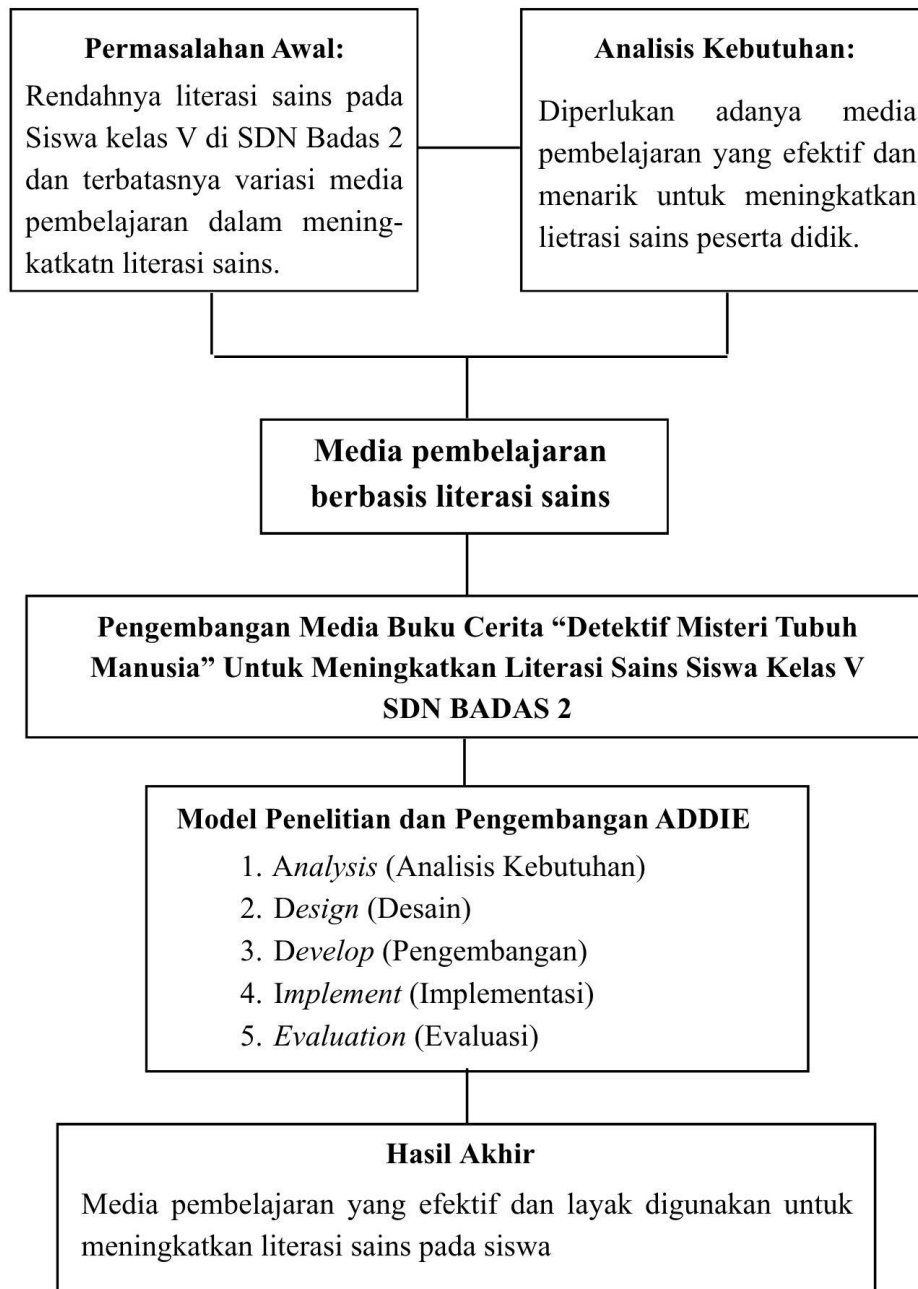 Permasalahan Awal:
Rendahnya literasi sains pada
Siswa kelas V di SDN Badas 2
dan terbatasnya variasi media
pembelajaran dalam mening-
katkatn literasi sains.
Analisis Kebutuhan:
Diperlukan adanya media
pembelajaran yang efektif dan
menarik untuk meningkatkan
lietrasi sains peserta didik.
Media pembelajaran
berbasis literasi sains
Pengembangan Media Buku Cerita “Detektif Misteri Tubuh
Manusia” Untuk Meningkatkan Literasi Sains Siswa Kelas V
SDN BADAS 2
Model Penelitian dan Pengembangan ADDIE
1. Analysis (Analisis Kebutuhan)
2. Design (Desain)
3. Develop (Pengembangan)
4. Implement (Implementasi)
5. Evaluation (Evaluasi)
Hasil Akhir
Media pembelajaran yang efektif dan layak digunakan untuk
meningkatkan literasi sains pada siswa